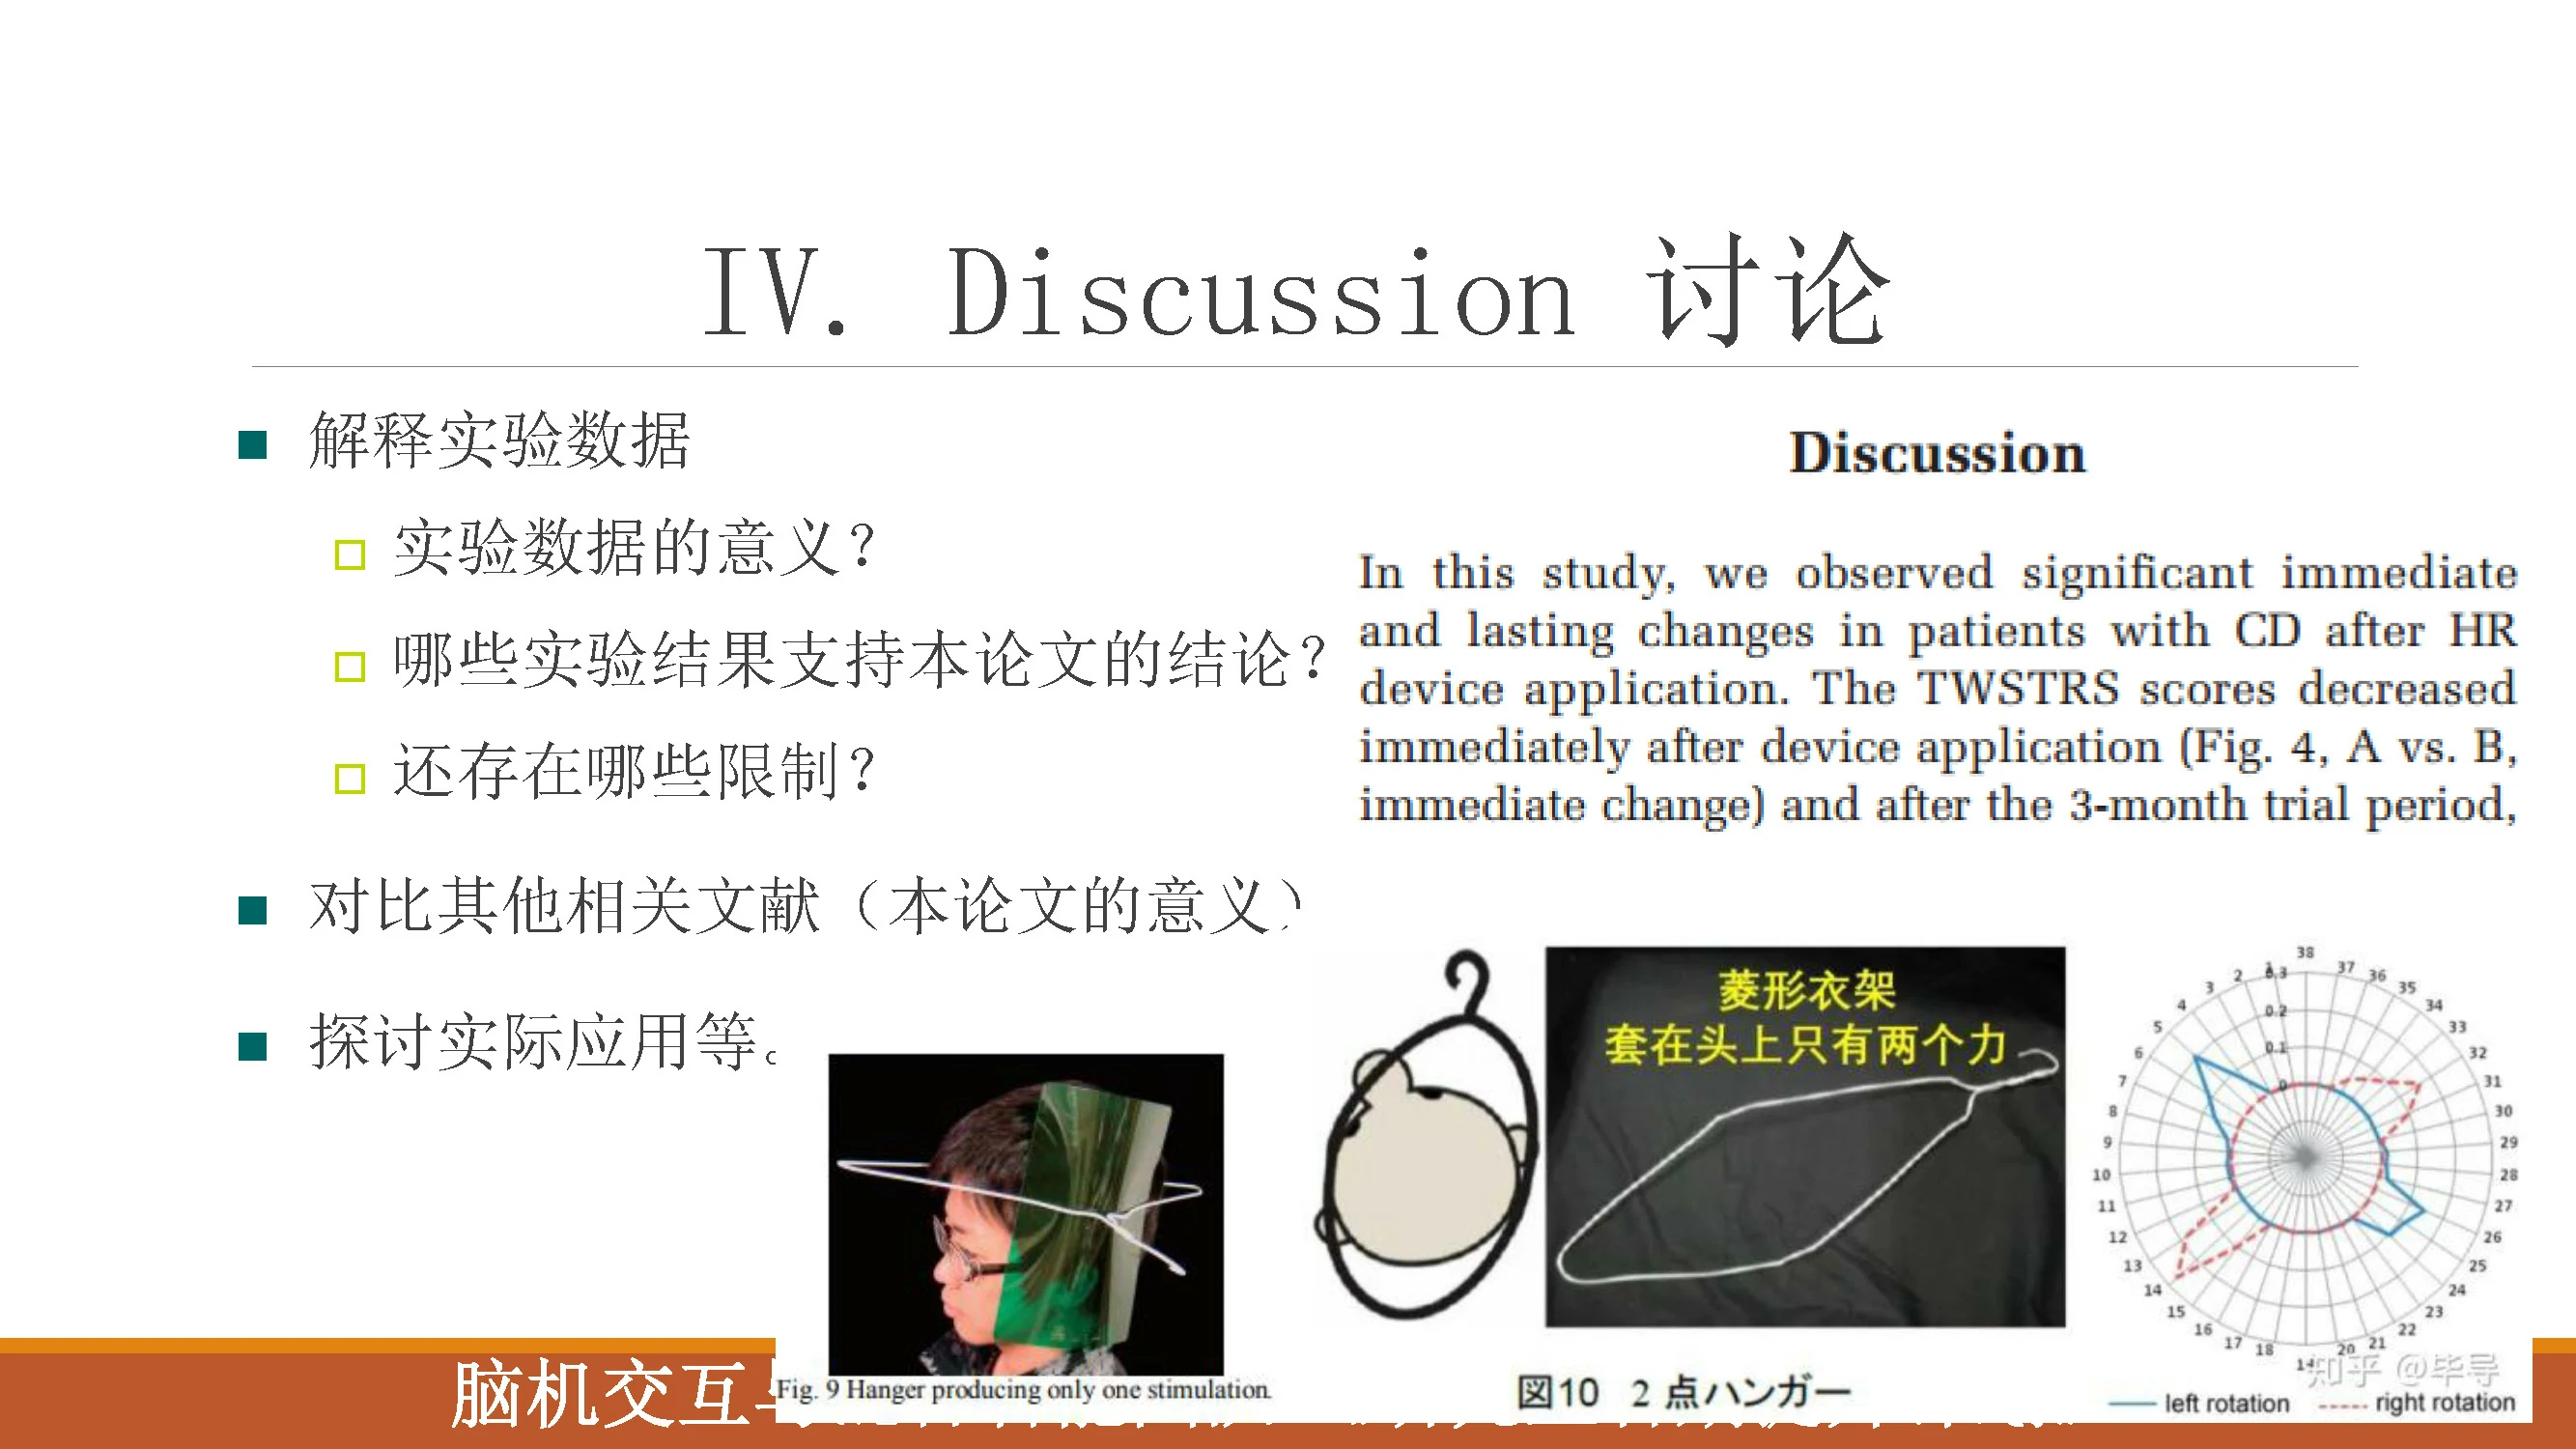 IV. Discussion 讨论
解释实验数据
实验数据的意义？
哪些实验结果支持本论文的结论？
还存在哪些限制？
对比其他相关文献（本论文的意义）
探讨实际应用等。
Discussion
In this study, we observed significant immediate
and lasting changes in patients with CD after HR
device application. The TWSTRS scores decreased
immediately after device application (Fig. 4, A vs. B,
immediate change) and after the 3-month trial period,
Fig. 9 Hanger producing only one stimulation.
菱形衣架
套在头上只有两个力
図10 2 点ハンガー
38
37
36
35
34
33
32
31
30
29
28
27
26
25
24
23
22
21
20
18
17
16
15
14
13
12
11
10
9
8
7
6
5
4
3
2
1
0.3
0.2
0.1
0
知乎 @毕导
left rotation
right rotation
脑机交互